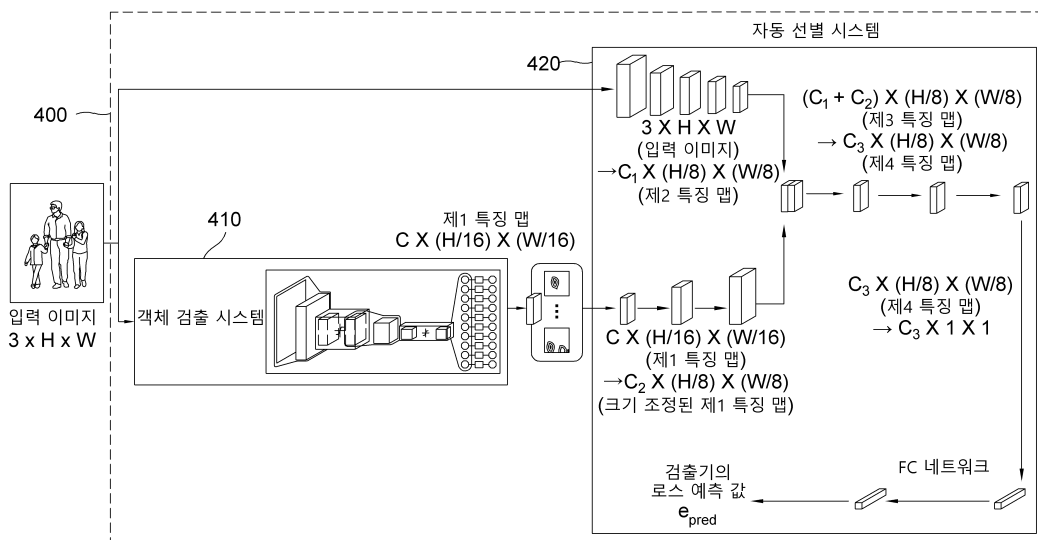 자동 선별 시스템
420
400
3 X H X W
(입력 이미지)
→C₁ X (H/8) X (W/8)
(제2 특징 맵)
(C₁ + C₂) X (H/8) X (W/8)
(제3 특징 맵)
→ C₃ X (H/8) X (W/8)
(제4 특징 맵)
410
제1 특징 맵
C X (H/16) X (W/16)
입력 이미지
3 x H x W
객체 검출 시스템
C X (H/16) X (W/16)
(제1 특징 맵)
→C₂ X (H/8) X (W/8)
(크기 조정된 제1 특징 맵)
C₃ X (H/8) X (W/8)
(제4 특징 맵)
→ C₃ X 1 X 1
검출기의
로스 예측 값
e_pred
FC 네트워크